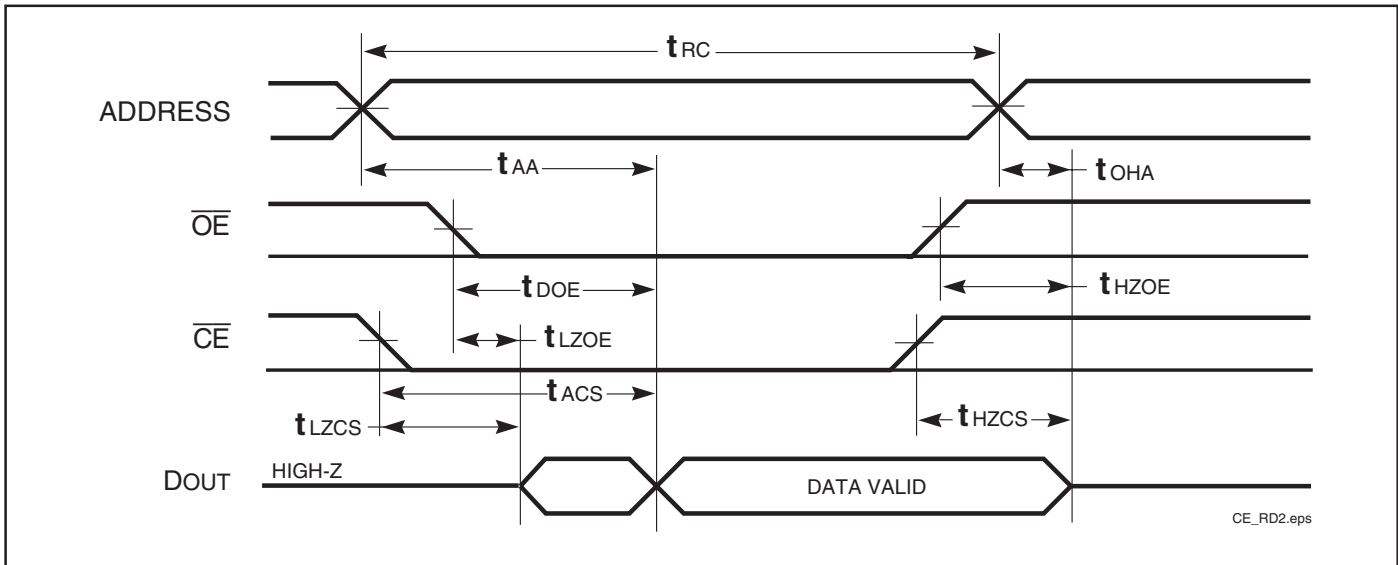 tRC
ADDRESS
tAA
tOHA
OE
tDOE
tHZOE
CE
tLZOE
tACS
tLZCS
tHZCS
DOUT
HIGH-Z
DATA VALID
CE_RD2.eps